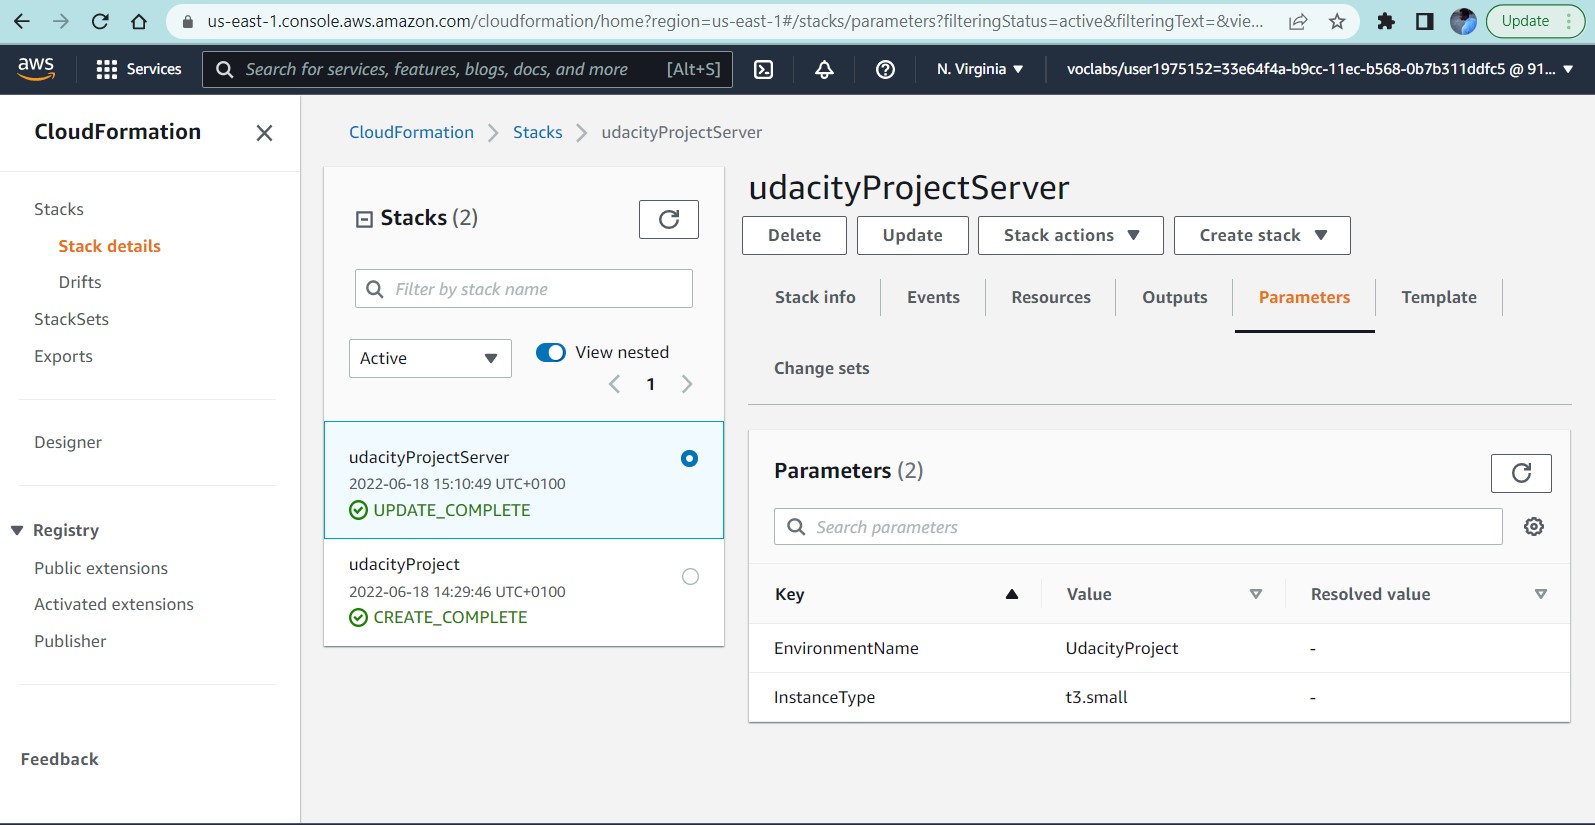 us-east-1.console.aws.amazon.com/cloudformation/home?region=us-east-1#/stacks/parameters?filteringStatus=active&filteringText=&vie...
Update
aws
Services
Search for services, features, blogs, docs, and more [Alt+S]
N. Virginia
voclabs/user1975152=33e64f4a-b9cc-11ec-b568-0b7b311ddfc5 @ 91...
CloudFormation
Stacks
Stack details
Drifts
StackSets
Exports
Designer
Registry
Public extensions
Activated extensions
Publisher
Feedback
CloudFormation
Stacks
udacityProjectServer
Stacks (2)
Filter by stack name
Active
View nested
1
udacityProjectServer
2022-06-18 15:10:49 UTC+0100
UPDATE_COMPLETE
udacityProject
2022-06-18 14:29:46 UTC+0100
CREATE_COMPLETE
udacityProjectServer
Delete
Update
Stack actions
Create stack
Stack info
Events
Resources
Outputs
Parameters
Template
Change sets
Parameters (2)
Search parameters
Key Value Resolved value
EnvironmentName UdacityProject -
InstanceType t3.small -